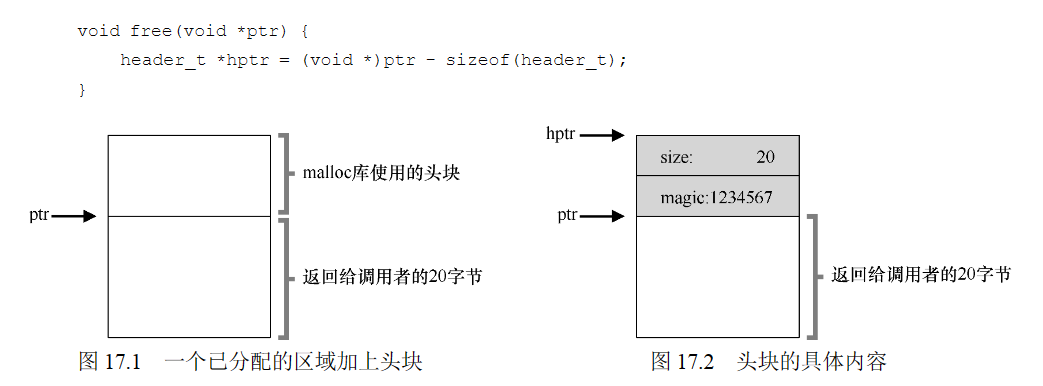 void free(void *ptr) {
    header_t *hptr = (void *)ptr - sizeof(header_t);
}
malloc库使用的头块
ptr
返回给调用者的20字节
图 17.1 一个已分配的区域加上头块
hptr
size: 20
magic:1234567
ptr
返回给调用者的20字节
图 17.2 头块的具体内容